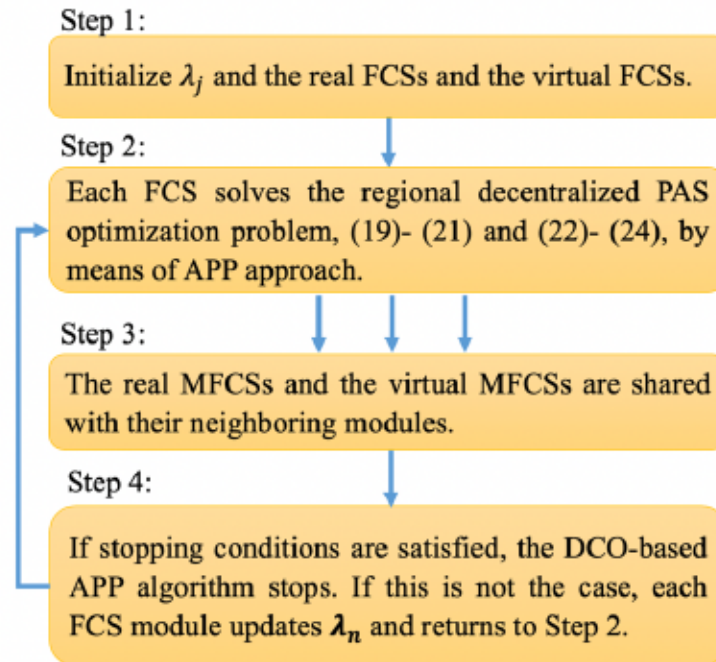 Step 1:
Initialize λj and the real FCSs and the virtual FCSs.
Step 2:
Each FCS solves the regional decentralized PAS
optimization problem, (19)- (21) and (22)- (24), by
means of APP approach.
Step 3:
The real MFCSs and the virtual MFCSs are shared
with their neighboring modules.
Step 4:
If stopping conditions are satisfied, the DCO-based
APP algorithm stops. If this is not the case, each
FCS module updates λn and returns to Step 2.